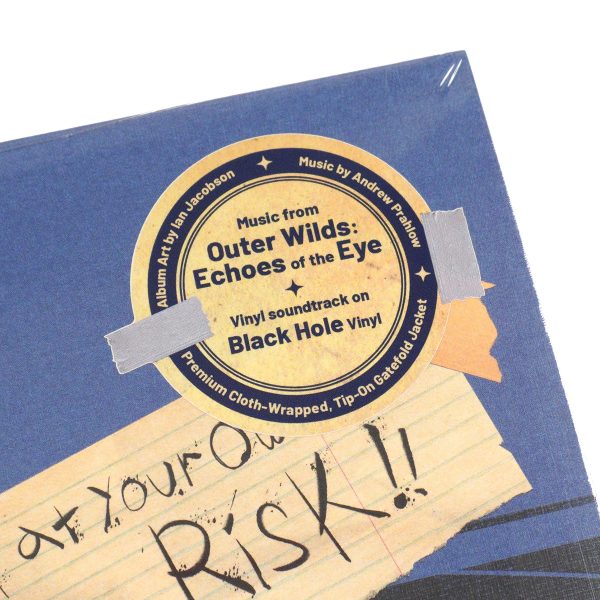 Album Art by Ian Jacobson
Music by Andrew Prahlow
Music from
Outer Wilds:
Echoes of the Eye
Vinyl soundtrack on
Black Hole Vinyl
Premium Cloth-Wrapped, Tip-On Gatefold Jacket
at Your
Risk!!